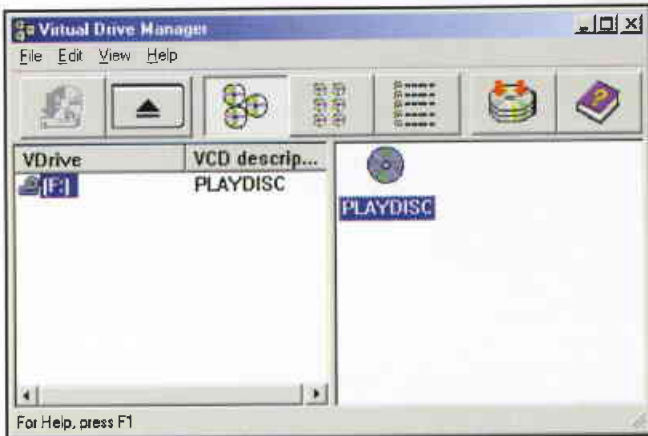 Virtual Drive Manager
File Edit View Help
VDrive VCD descrip...
[F:] PLAYDISC
PLAYDISC
For Help, press F1